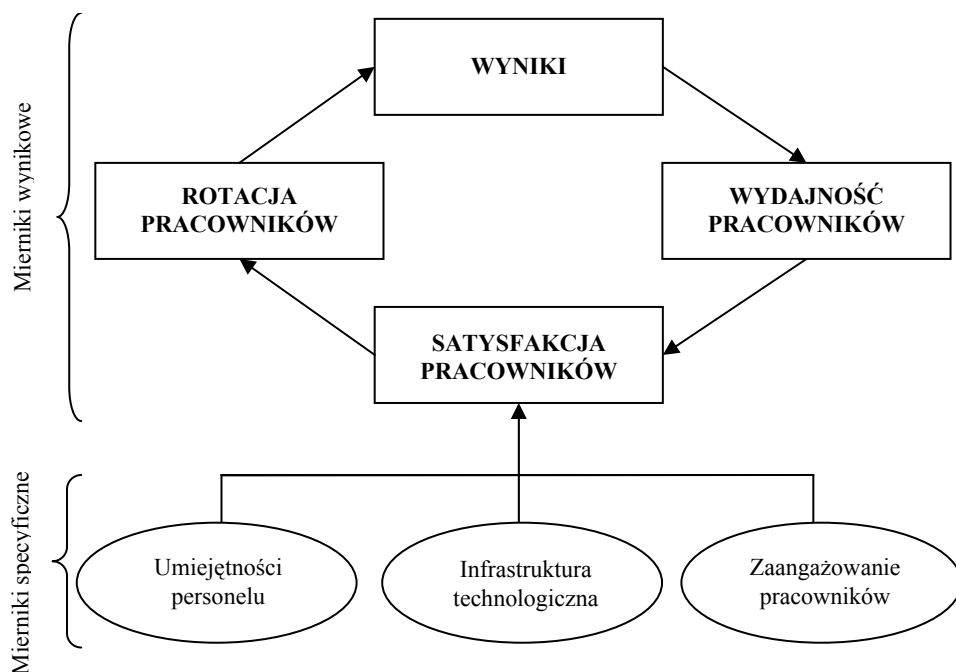 Mierniki wynikowe
WYNIKI
ROTACJA
PRACOWNIKÓW
WYDAJNOŚĆ
PRACOWNIKÓW
SATYSFAKCJA
PRACOWNIKÓW
Mierniki specyficzne
Umiejętności
personelu
Infrastruktura
technologiczna
Zaangażowanie
pracowników